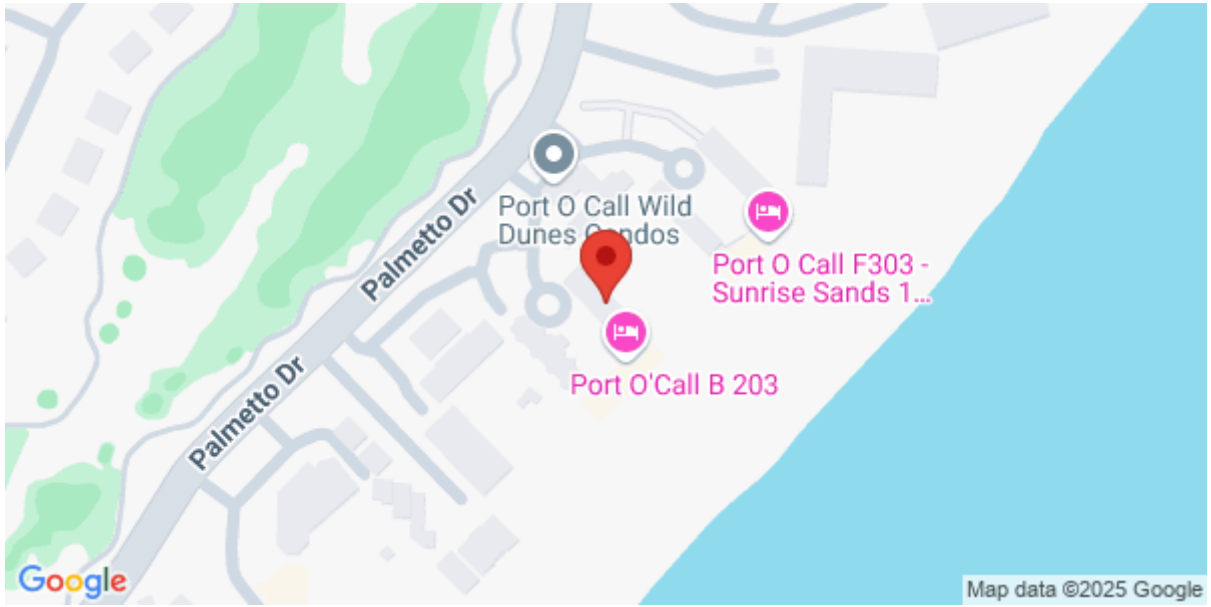 Port O Call Wild
Dunes Condos
Palmetto Dr
Port O Call F303 -
Sunrise Sands 1...
Port O'Call B 203
Palmetto Dr
Google
Map data ©2025 Google